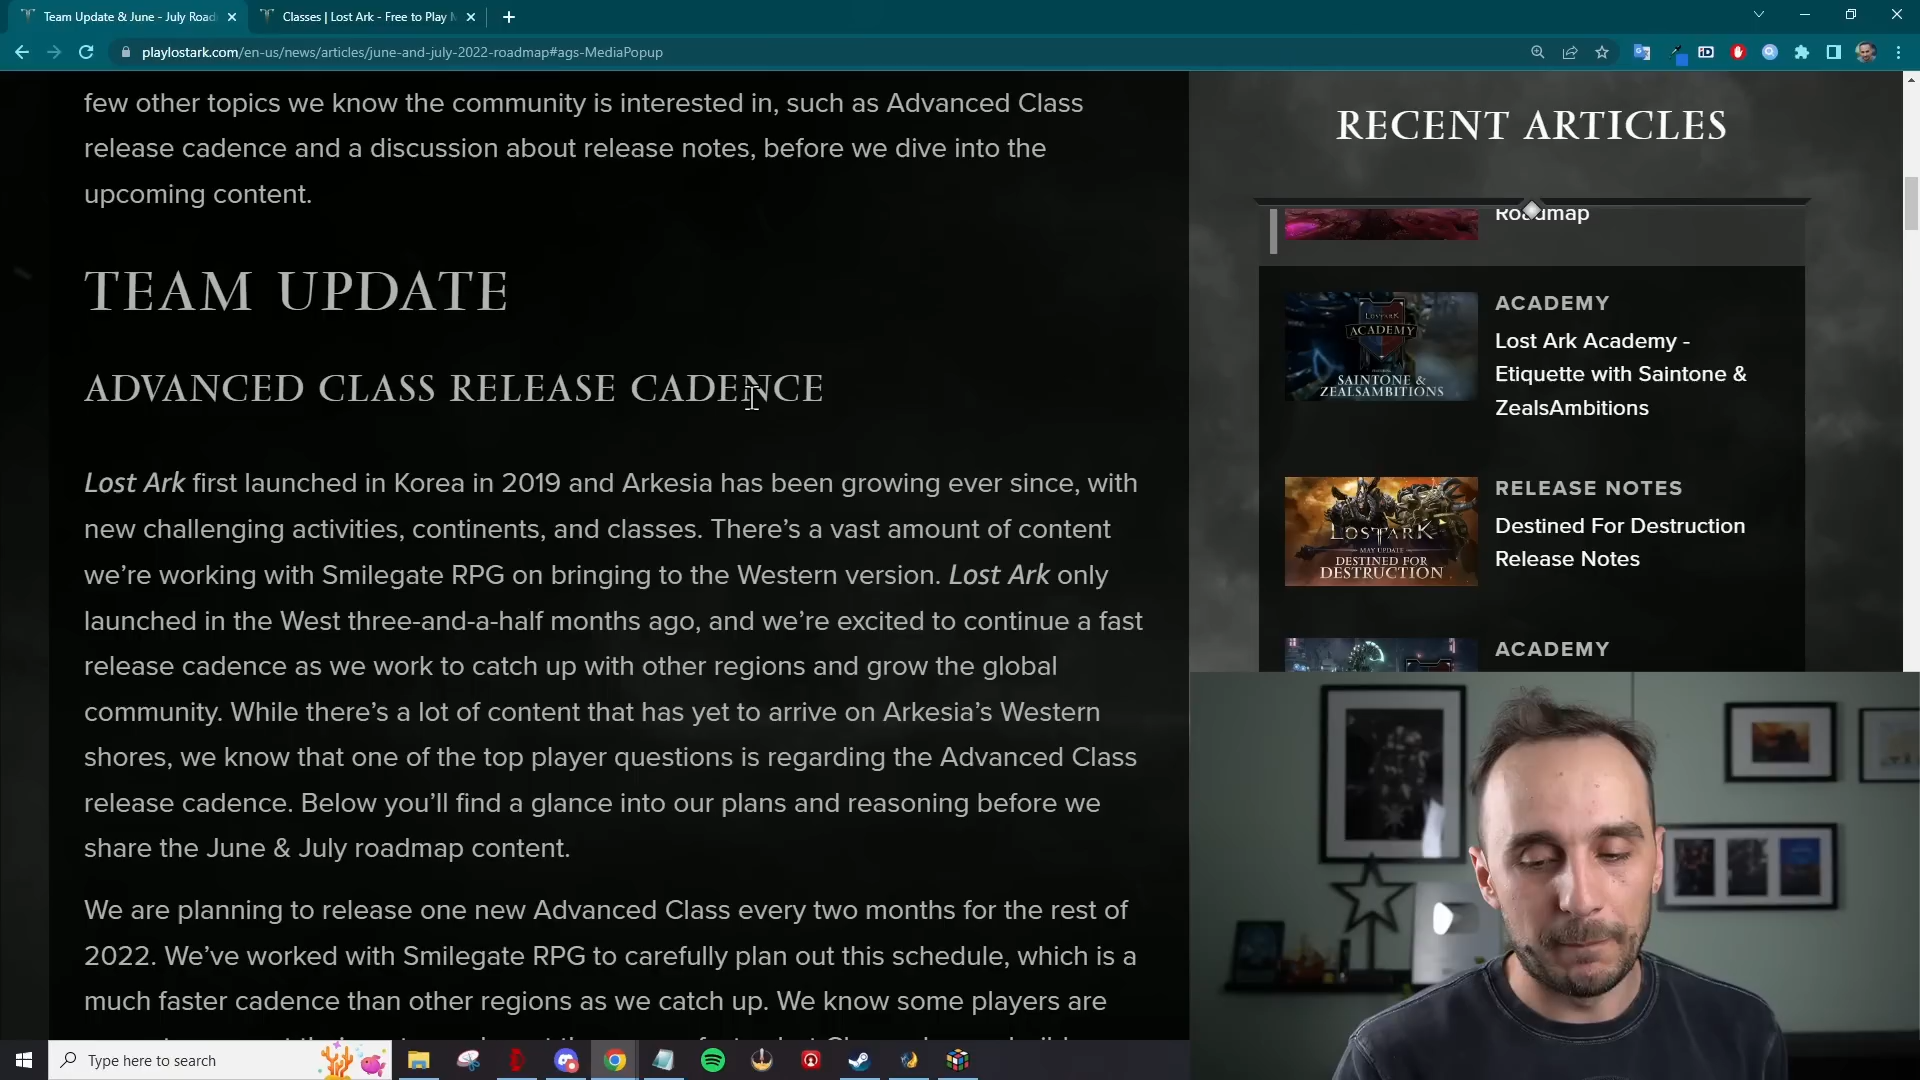 Team Update & June - July Road
Classes | Lost Ark - Free to Play M
playlostark.com/en-us/news/articles/june-and-july-2022-roadmap#ags-MediaPopup
few other topics we know the community is interested in, such as Advanced Class
release cadence and a discussion about release notes, before we dive into the
upcoming content.
TEAM UPDATE
ADVANCED CLASS RELEASE CADENCE
Lost Ark first launched in Korea in 2019 and Arkesia has been growing ever since, with
new challenging activities, continents, and classes. There's a vast amount of content
we're working with Smilegate RPG on bringing to the Western version. Lost Ark only
launched in the West three-and-a-half months ago, and we're excited to continue a fast
release cadence as we work to catch up with other regions and grow the global
community. While there's a lot of content that has yet to arrive on Arkesia's Western
shores, we know that one of the top player questions is regarding the Advanced Class
release cadence. Below you'll find a glance into our plans and reasoning before we
share the June & July roadmap content.
We are planning to release one new Advanced Class every two months for the rest of
2022. We've worked with Smilegate RPG to carefully plan out this schedule, which is a
much faster cadence than other regions as we catch up. We know some players are
RECENT ARTICLES
Roadmap
LOST ARK
ACADEMY
SAINTONE &
ZEALSAMBITIONS
ACADEMY
Lost Ark Academy -
Etiquette with Saintone &
ZealsAmbitions
LOST ARK
MAY UPDATE
DESTINED FOR
DESTRUCTION
RELEASE NOTES
Destined For Destruction
Release Notes
ACADEMY
Type here to search